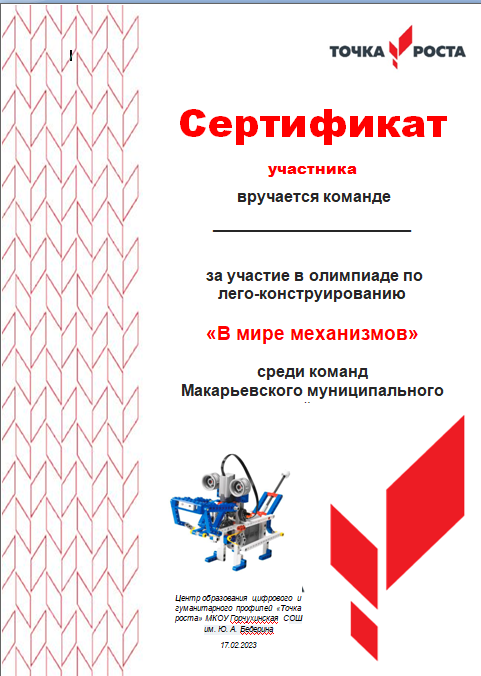 ТОЧКА РОСТА
Сертификат
участника
вручается команде
за участие в олимпиаде по
лего-конструированию
«В мире механизмов»
среди команд
Макарьевского муниципального
Центр образования цифрового и
гуманитарного профилей «Точка
роста» МКОУ Горчухинская СОШ
им. Ю. А. Беберина
17.02.2023